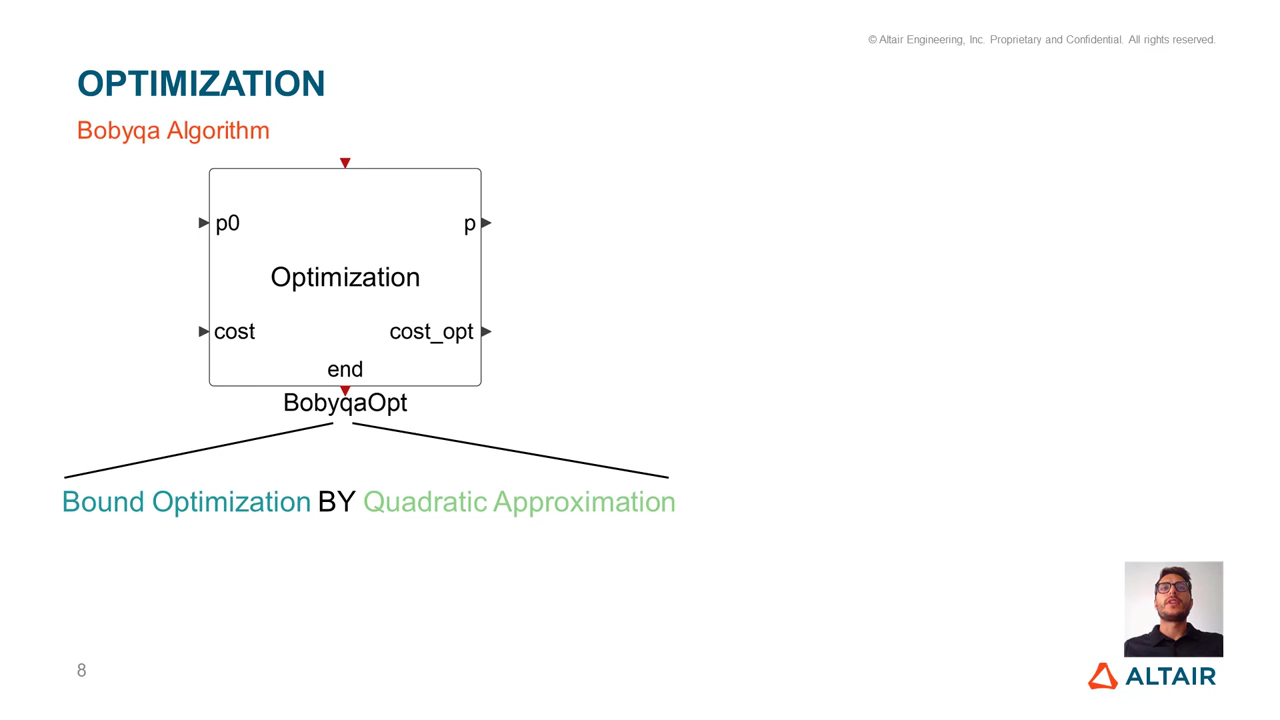 © Altair Engineering, Inc. Proprietary and Confidential. All rights reserved.
OPTIMIZATION
Bobyqa Algorithm
p0
p
Optimization
cost
cost_opt
end
BobyqaOpt
Bound Optimization BY Quadratic Approximation
8
ALTAIR